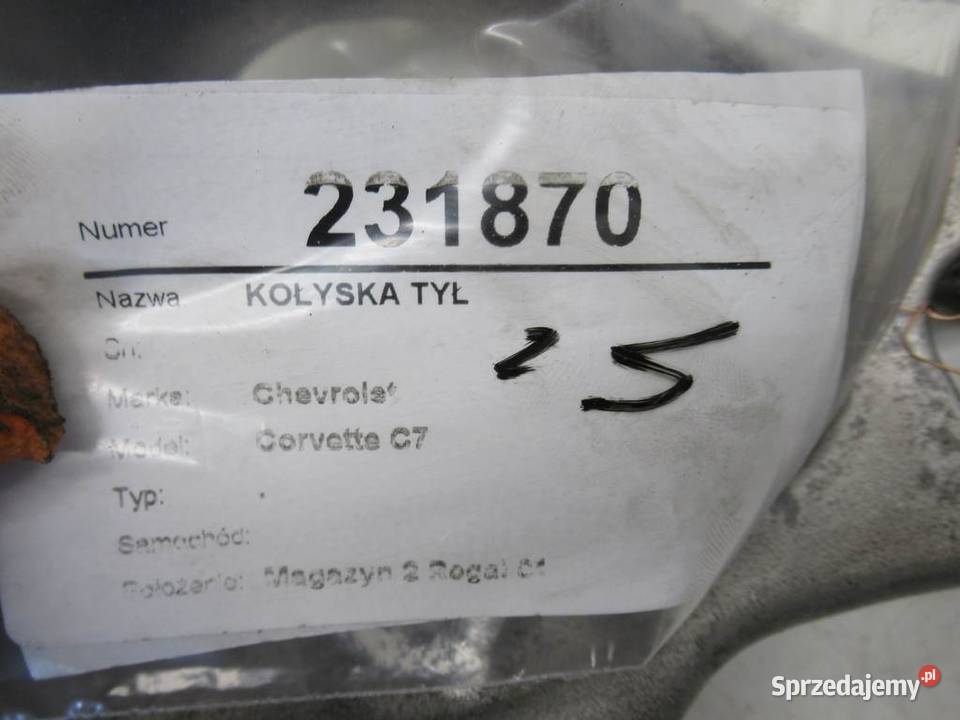 Numer 231870
Nazwa KOŁYSKA TYŁ
25
Marka: Chevrolet
Model: Corvette C7
Typ: .
Samochód:
Położenie: Magazyn 2 Regał
Sprzedajemy.pl